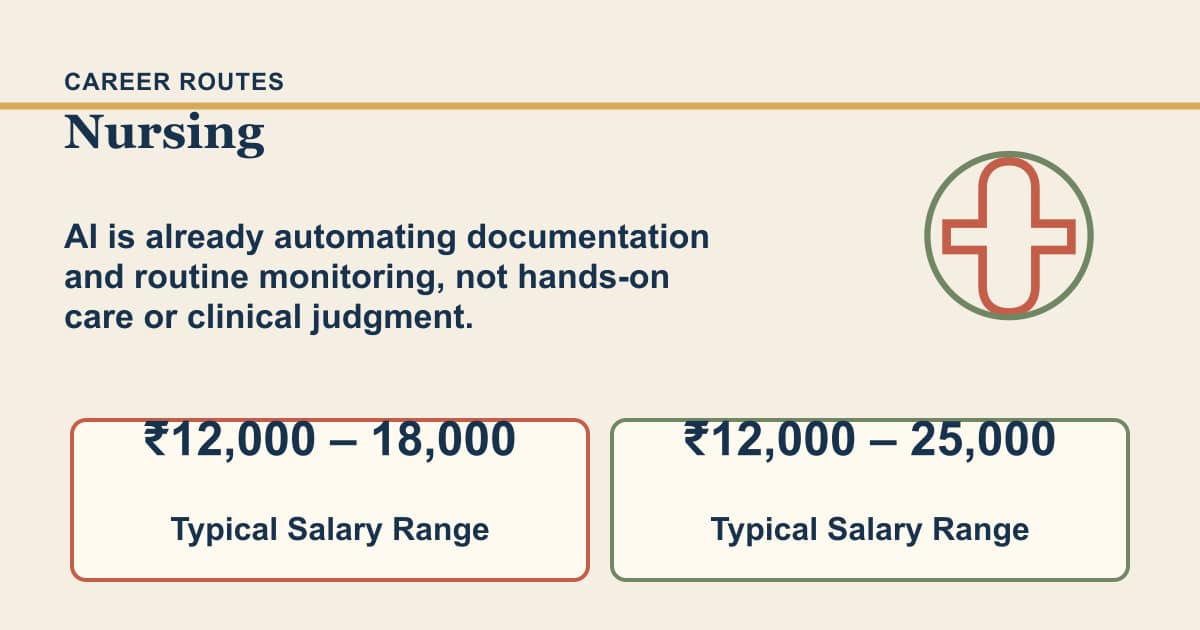 CAREER ROUTES
Nursing
AI is already automating documentation
and routine monitoring, not hands-on
care or clinical judgment.
₹12,000 – 18,000
Typical Salary Range
₹12,000 – 25,000
Typical Salary Range